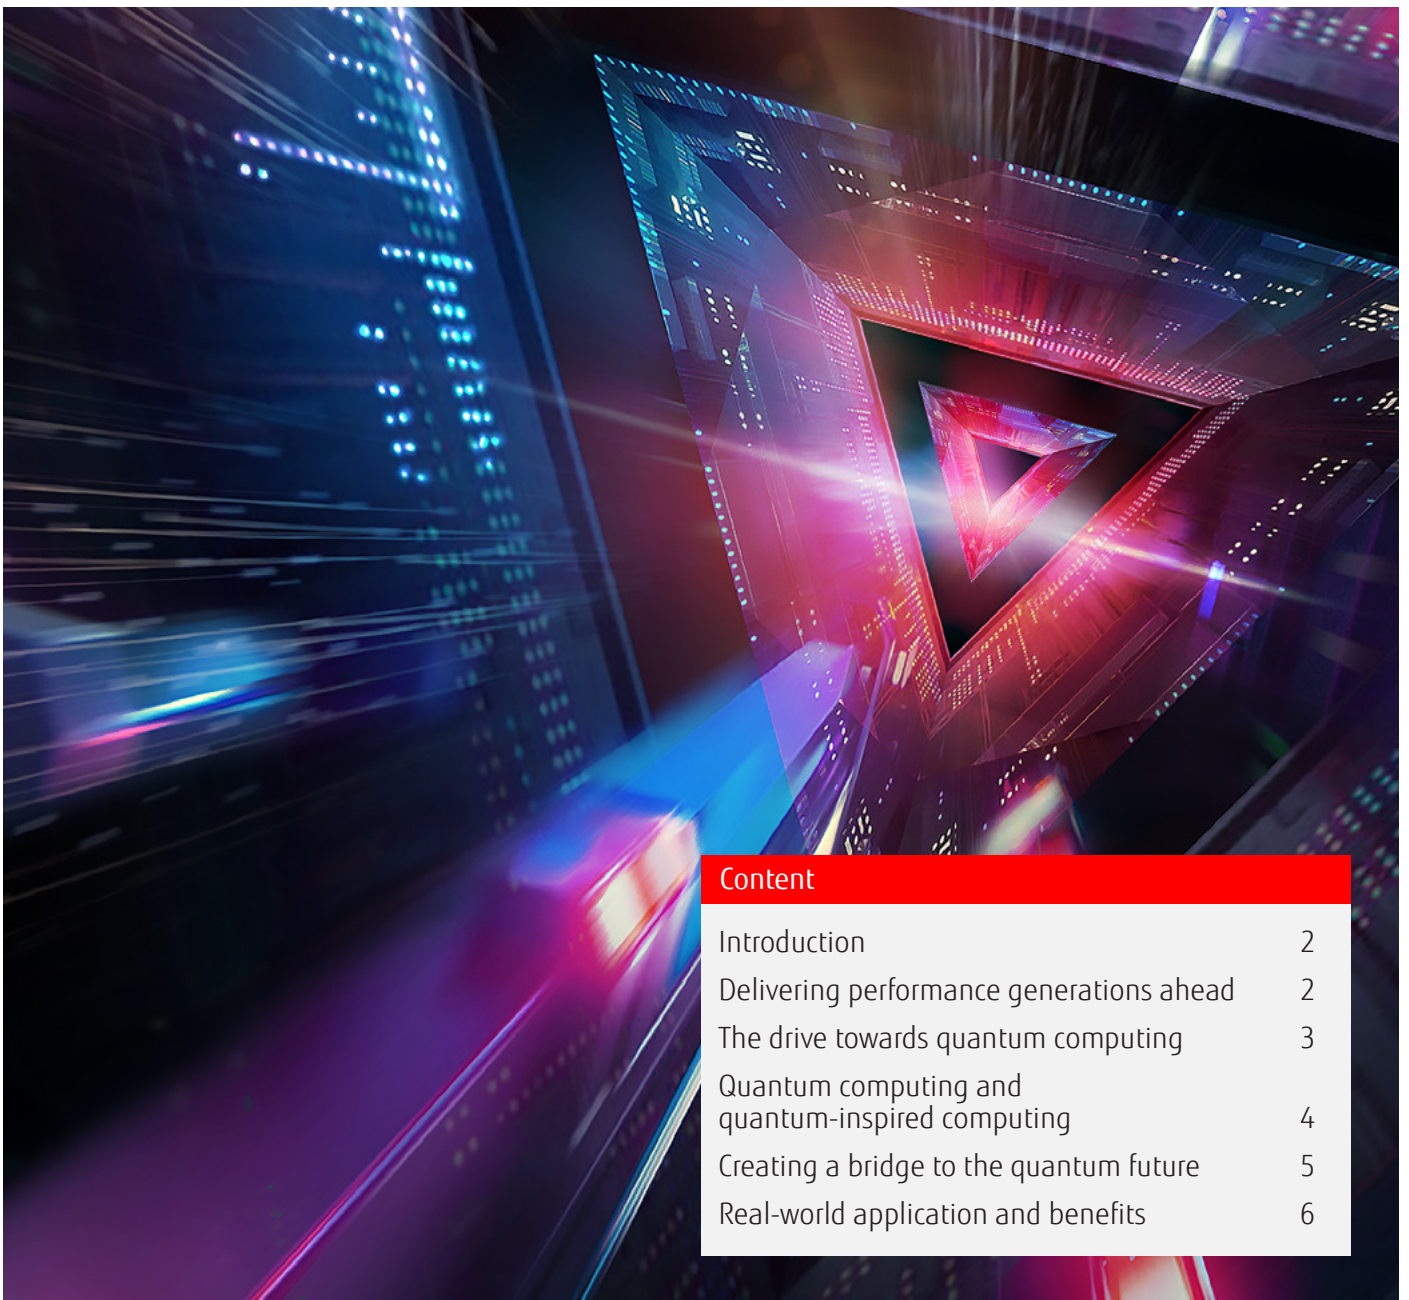 Content
Introduction 2
Delivering performance generations ahead 2
The drive towards quantum computing 3
Quantum computing and
quantum-inspired computing 4
Creating a bridge to the quantum future 5
Real-world application and benefits 6